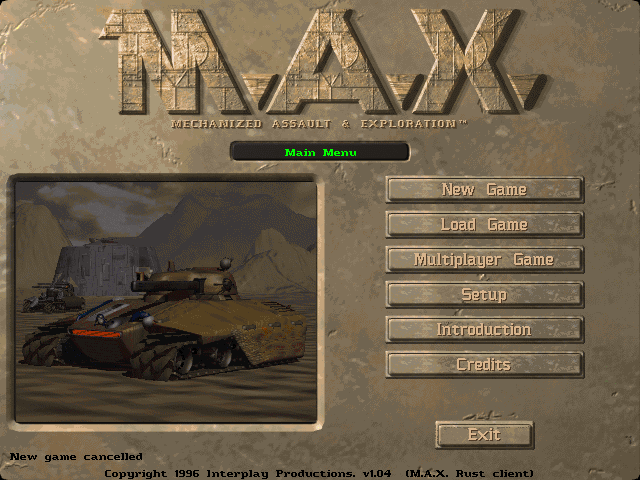 M.A.X.
MECHANIZED ASSAULT & EXPLORATION™
Main Menu
New Game
Load Game
Multiplayer Game
Setup
Introduction
Credits
Exit
New game cancelled
Copyright 1996 Interplay Productions. v1.04 (M.A.X. Rust client)